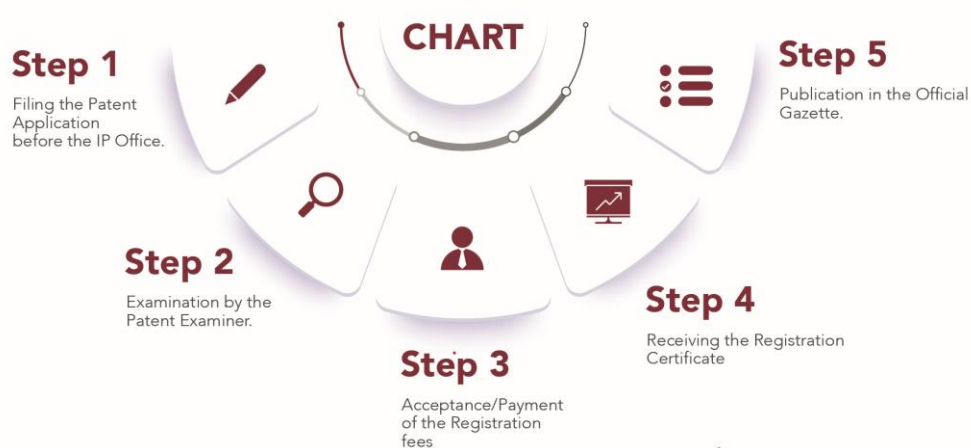 CHART
Step 1
Filing the Patent
Application
before the IP Office.
Step 2
Examination by the
Patent Examiner.
Step 3
Acceptance/Payment
of the Registration
fees
Step 4
Receiving the Registration
Certificate
Step 5
Publication in the Official
Gazette.